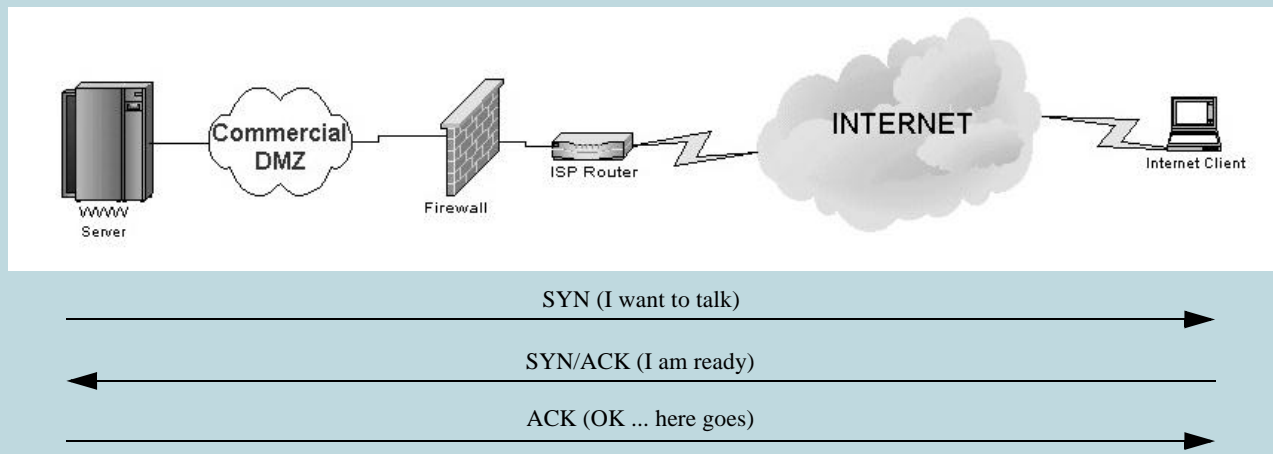 Commercial
DMZ
INTERNET
ISP Router
Internet Client
Firewall
Server
SYN (I want to talk)
SYN/ACK (I am ready)
ACK (OK ... here goes)